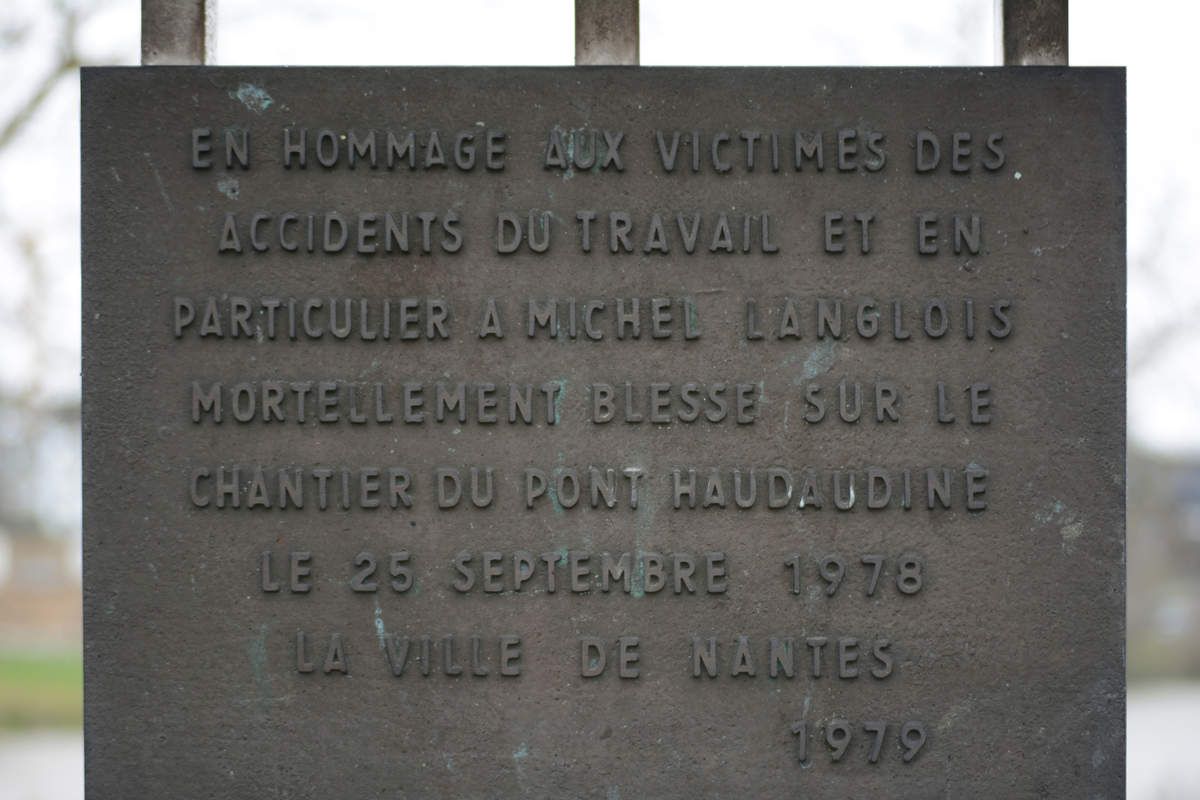 EN HOMMAGE AUX VICTIMES DES
ACCIDENTS DU TRAVAIL ET EN
PARTICULIER A MICHEL LANGLOIS
MORTELLEMENT BLESSE SUR LE
CHANTIER DU PONT HAUDAUDINE
LE 25 SEPTEMBRE 1978
LA VILLE DE NANTES
1979